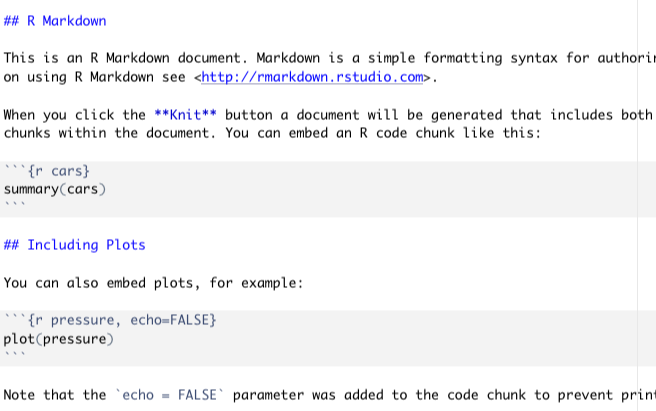 ## R Markdown
This is an R Markdown document. Markdown is a simple formatting syntax for
on using R Markdown see <http://rmarkdown.rstudio.com>.
When you click the **Knit** button a document will be generated that includes both
chunks within the document. You can embed an R code chunk like this:
```{r cars}
summary(cars)
```
## Including Plots
You can also embed plots, for example:
```{r pressure, echo=FALSE}
plot(pressure)
```
Note that the `echo = FALSE` parameter was added to the code chunk to prevent